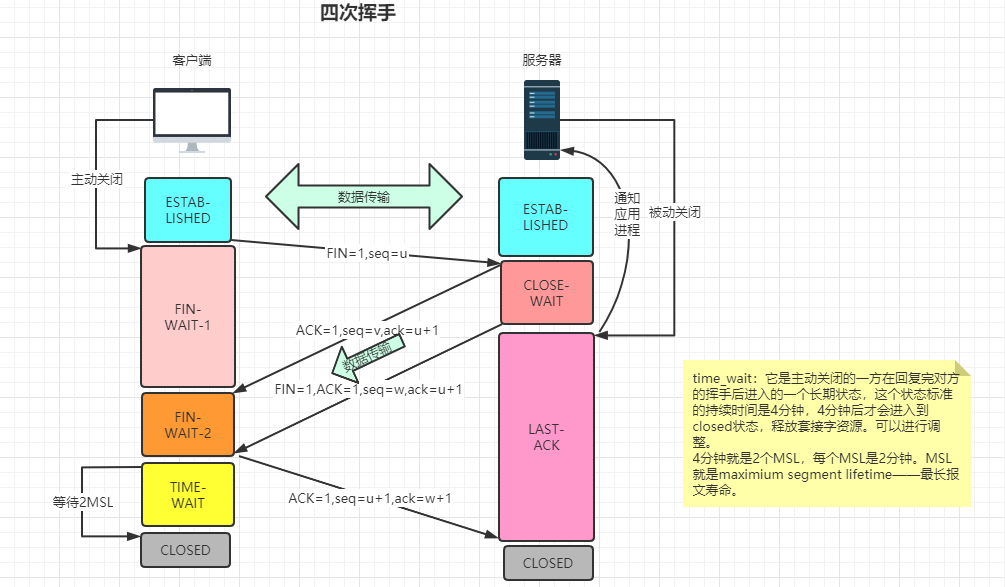 四次挥手
客户端
服务器
主动关闭
ESTAB-
LISHED
数据传输
ESTAB-
LISHED
通知
应用
进程
被动关闭
FIN=1,seq=u
CLOSE-
WAIT
FIN-
WAIT-1
ACK=1,seq=v,ack=u+1
数据传输
FIN=1,ACK=1,seq=w,ack=u+1
FIN-
WAIT-2
LAST-
ACK
TIME-
WAIT
等待2MSL
ACK=1,seq=u+1,ack=w+1
CLOSED
CLOSED
time_wait：它是主动关闭的一方在回复完对方
的挥手后进入的一个长期状态，这个状态标准
的持续时间是4分钟，4分钟后才会进入到
closed状态，释放套接字资源。可以进行调
整。
4分钟就是2个MSL，每个MSL是2分钟。MSL
就是maximium segment lifetime——最长报
文寿命。